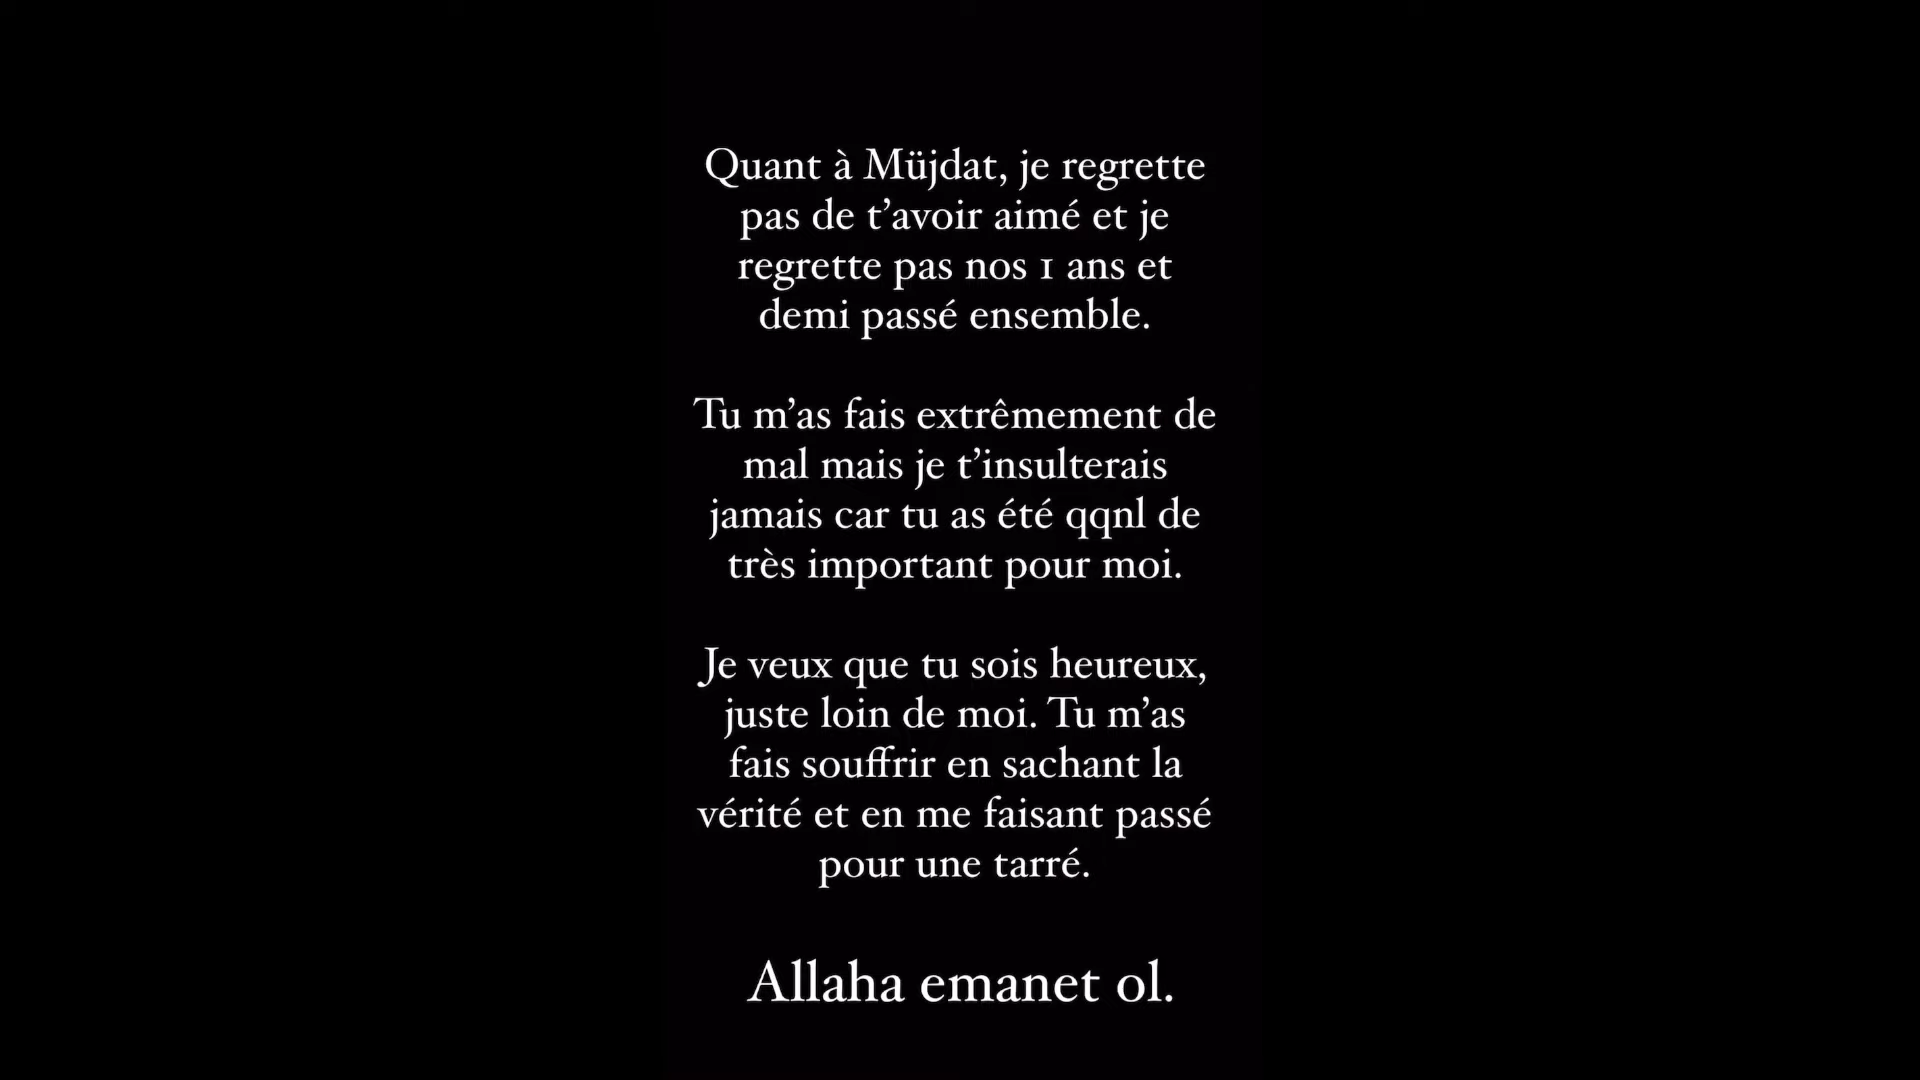 Quant à Müjdat, je regrette
pas de t’avoir aimé et je
regrette pas nos 1 ans et
demi passé ensemble.
Tu m’as fais extrêmement de
mal mais je t’insulterais
jamais car tu as été qqnl de
très important pour moi.
Je veux que tu sois heureux,
juste loin de moi. Tu m’as
fais souffrir en sachant la
vérité et en me faisant passé
pour une tarré.
Allaha emanet ol.